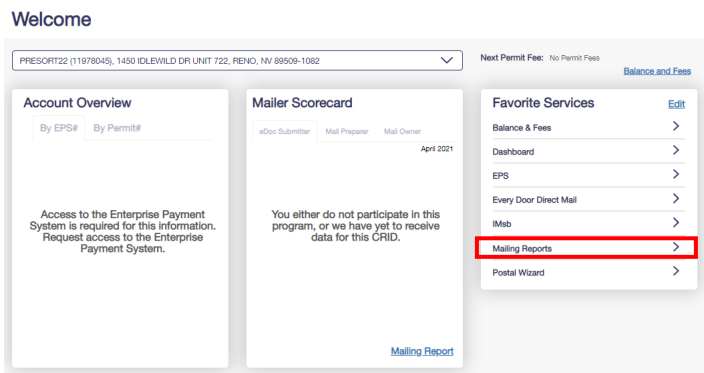 Welcome
PRESORT22 (11978045), 1450 IDLEWILD DR UNIT 722, RENO, NV 89509-1082
Next Permit Fee: No Permit Fees
Balance and Fees
Account Overview
By EPS# By Permit#
Access to the Enterprise Payment
System is required for this information.
Request access to the Enterprise
Payment System.
Mailer Scorecard
eDoc Submitter Mail Preparer Mail Owner
April 2021
You either do not participate in this
program, or we have yet to receive
data for this CRID.
Mailing Report
Favorite Services Edit
Balance & Fees
Dashboard
EPS
Every Door Direct Mail
IMsb
Mailing Reports
Postal Wizard